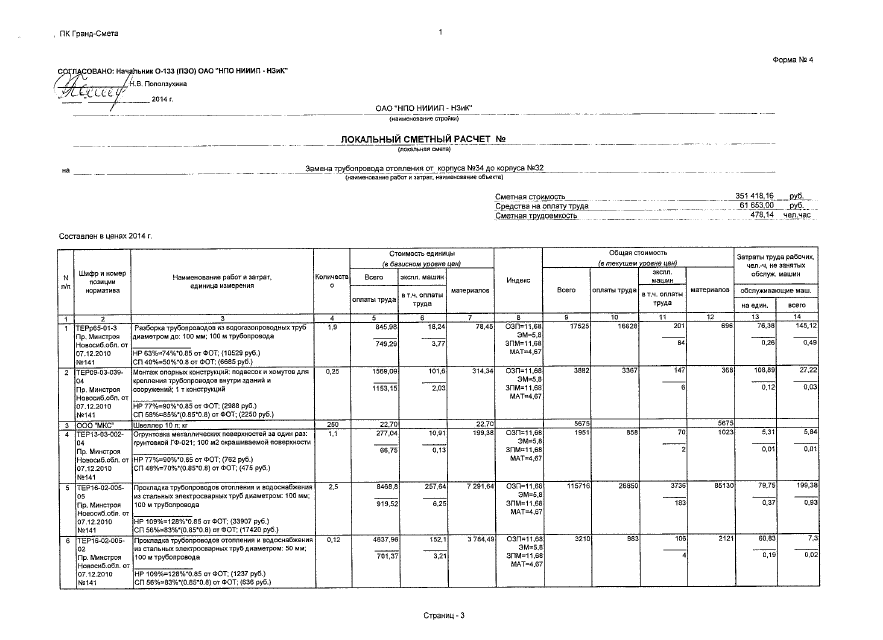 ПК Гранд-Смета
1
Форма № 4
СОГЛАСОВАНО: Начальник О-133 (ПЭО) ОАО "НПО НИИИП - НЗиК"
Н.В. Поползухина
2014 г.
ОАО "НПО НИИИП - НЗиК"
(наименование стройки)
ЛОКАЛЬНЫЙ СМЕТНЫЙ РАСЧЕТ №
(локальная смета)
на Замена трубопровода отопления от корпуса №34 до корпуса №32
(наименование работ и затрат, наименование объекта)
Сметная стоимость 351 418,16 руб.
Средства на оплату труда 61 653,00 руб.
Сметная трудоемкость 478,14 чел.час
Составлен в ценах 2014 г.
N п/п
Шифр и номер позиции норматива
Наименование работ и затрат, единица измерения
Количество
Стоимость единицы
(в базисном уровне цен)
Всего
оплаты труда
экспл. машин
в т.ч. оплаты труда
материалов
Индекс
Общая стоимость
(в текущем уровне цен)
Всего
оплаты труда
экспл. машин
в т.ч. оплаты труда
материалов
Затраты труда рабочих, чел.-ч, не занятых обслуж. машин
обслуживающие маш.
на един.
всего
1 2 3 4 5 6 7 8 9 10 11 12 13 14
1 ТЕРр65-01-3 Разборка трубопроводов из водогазопроводных труб 1,9 845,98 18,24 78,45 ОЗП=11,68 17525 16628 201 696 76,38 145,12
Пр. Минстроя диаметром до: 100 мм; 100 м трубопровода ЭМ=5,8
Новосиб.обл. от 749,29 3,77 ЗПМ=11,68 84 0,26 0,49
07.12.2010 НР 63%=74%*0.85 от ФОТ; (10529 руб.) МАТ=4,67
№141 СП 40%=50%*0.8 от ФОТ; (6685 руб.)
2 ТЕР09-03-039- Монтаж опорных конструкций: подвесок и хомутов для 0,25 1569,09 101,6 314,34 ОЗП=11,68 3882 3367 147 368 108,89 27,22
04 крепления трубопроводов внутри зданий и ЭМ=5,8
Пр. Минстроя сооружений; 1 т конструкций 1153,15 2,03 ЗПМ=11,68 6 0,12 0,03
Новосиб.обл. от МАТ=4,67
07.12.2010 НР 77%=90%*0.85 от ФОТ; (2988 руб.)
№141 СП 58%=85%*(0.85*0.8) от ФОТ; (2250 руб.)
3 ООО "МКС" Швеллер 10 п: кг 250 22,70 22,70 5675 5675
4 ТЕР13-03-002- Огрунтовка металлических поверхностей за один раз: 1,1 277,04 10,91 199,38 ОЗП=11,68 1951 858 70 1023 5,31 5,84
04 грунтовкой ГФ-021; 100 м2 окрашиваемой поверхности ЭМ=5,8
Пр. Минстроя 66,75 0,13 ЗПМ=11,68 2 0,01 0,01
Новосиб.обл. от НР 77%=90%*0.85 от ФОТ; (762 руб.) МАТ=4,67
07.12.2010 СП 48%=70%*(0.85*0.8) от ФОТ; (475 руб.)
№141
5 ТЕР16-02-005- Прокладка трубопроводов отопления и водоснабжения 2,5 8468,8 257,64 7 291,64 ОЗП=11,68 115716 26850 3736 85130 79,75 199,38
05 из стальных электросварных труб диаметром: 100 мм; ЭМ=5,8
Пр. Минстроя 100 м трубопровода 919,52 6,25 ЗПМ=11,68 183 0,37 0,93
Новосиб.обл. от МАТ=4,67
07.12.2010 НР 109%=128%*0.85 от ФОТ; (33907 руб.)
№141 СП 56%=83%*(0.85*0.8) от ФОТ; (17420 руб.)
6 ТЕР16-02-005- Прокладка трубопроводов отопления и водоснабжения 0,12 4637,96 152,1 3 784,49 ОЗП=11,68 3210 983 106 2121 60,83 7,3
02 из стальных электросварных труб диаметром: 50 мм; ЭМ=5,8
Пр. Минстроя 100 м трубопровода 701,37 3,21 ЗПМ=11,68 4 0,19 0,02
Новосиб.обл. от МАТ=4,67
07.12.2010 НР 109%=128%*0.85 от ФОТ; (1237 руб.)
№141 СП 56%=83%*(0.85*0.8) от ФОТ; (636 руб.)
Страниц - 3